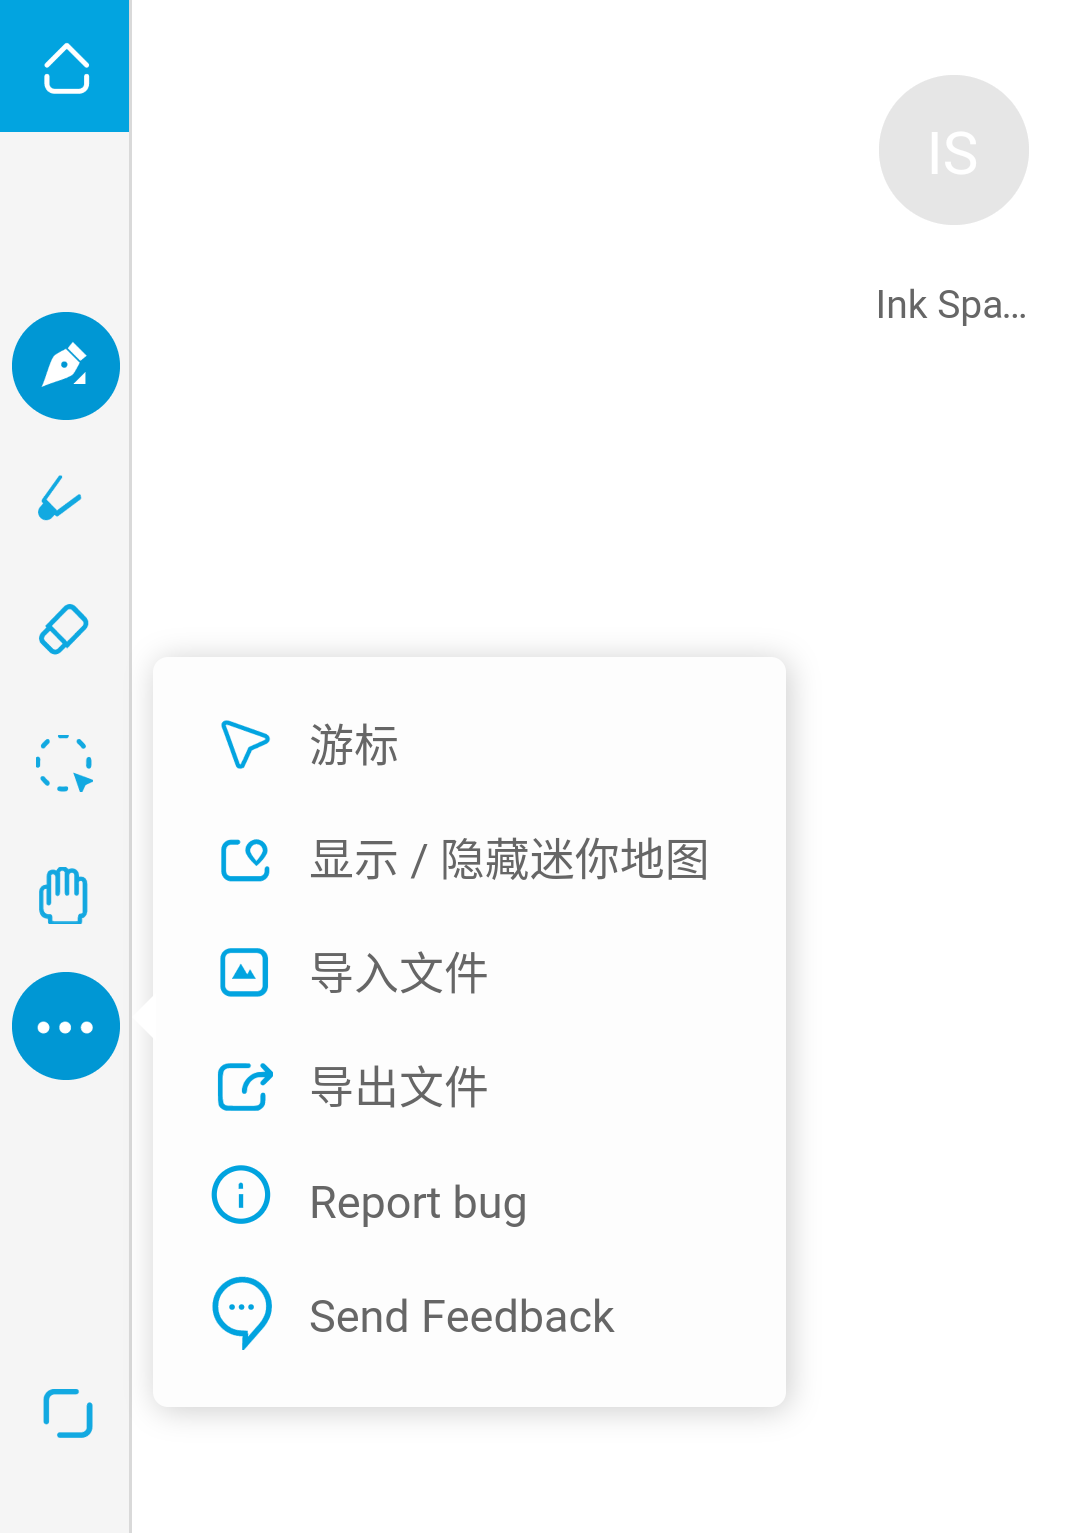 IS
Ink Spa...
游标
显示 / 隐藏迷你地图
导入文件
导出文件
Report bug
Send Feedback